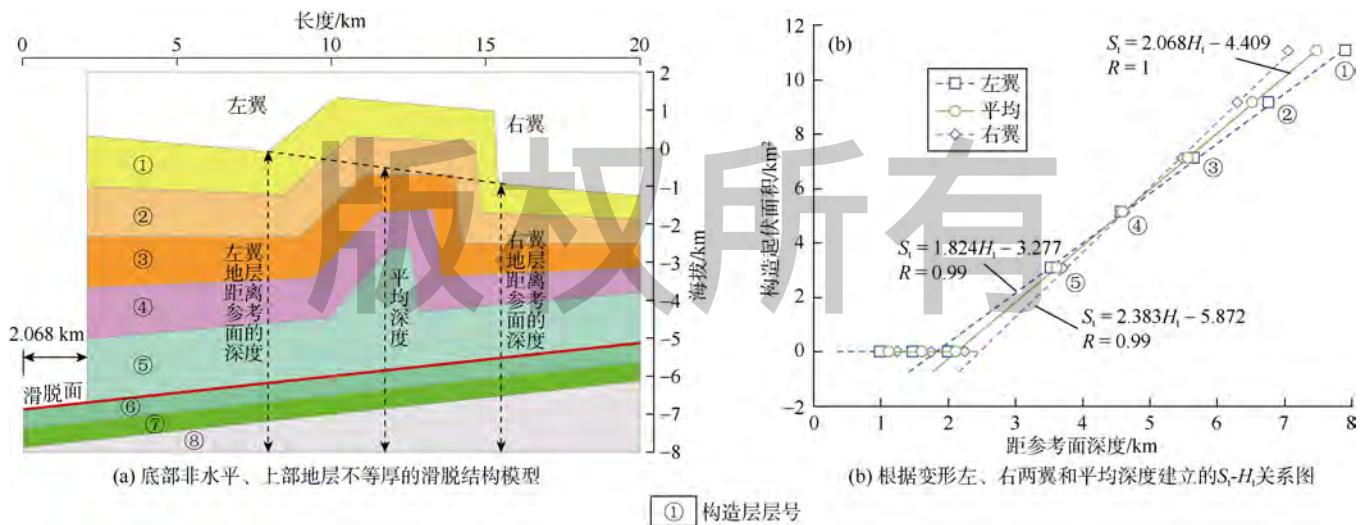 长度/km
0 5 10 15 20
左翼
右翼
①
②
③
④
⑤
⑥
⑦
⑧
左翼地层距离参考面的深度
平均深度
右翼地层距离参考面的深度
2.068 km
滑脱面
2
1
0
−1
−2
−3
−4
−5
−6
−7
−8
海拔/km
(a) 底部非水平、上部地层不等厚的滑脱结构模型
(b)
12
10
8
6
4
2
0
−2
构造起伏面积/km²
左翼
平均
右翼
Sₜ = 2.068Hₜ − 4.409
R = 1
①
②
③
④
⑤
Sₜ = 1.824Hₜ − 3.277
R = 0.99
Sₜ = 2.383Hₜ − 5.872
R = 0.99
0 1 2 3 4 5 6 7 8
距参考面深度/km
(b) 根据变形左、右两翼和平均深度建立的Sₜ-Hₜ关系图
① 构造层层号
版权所有